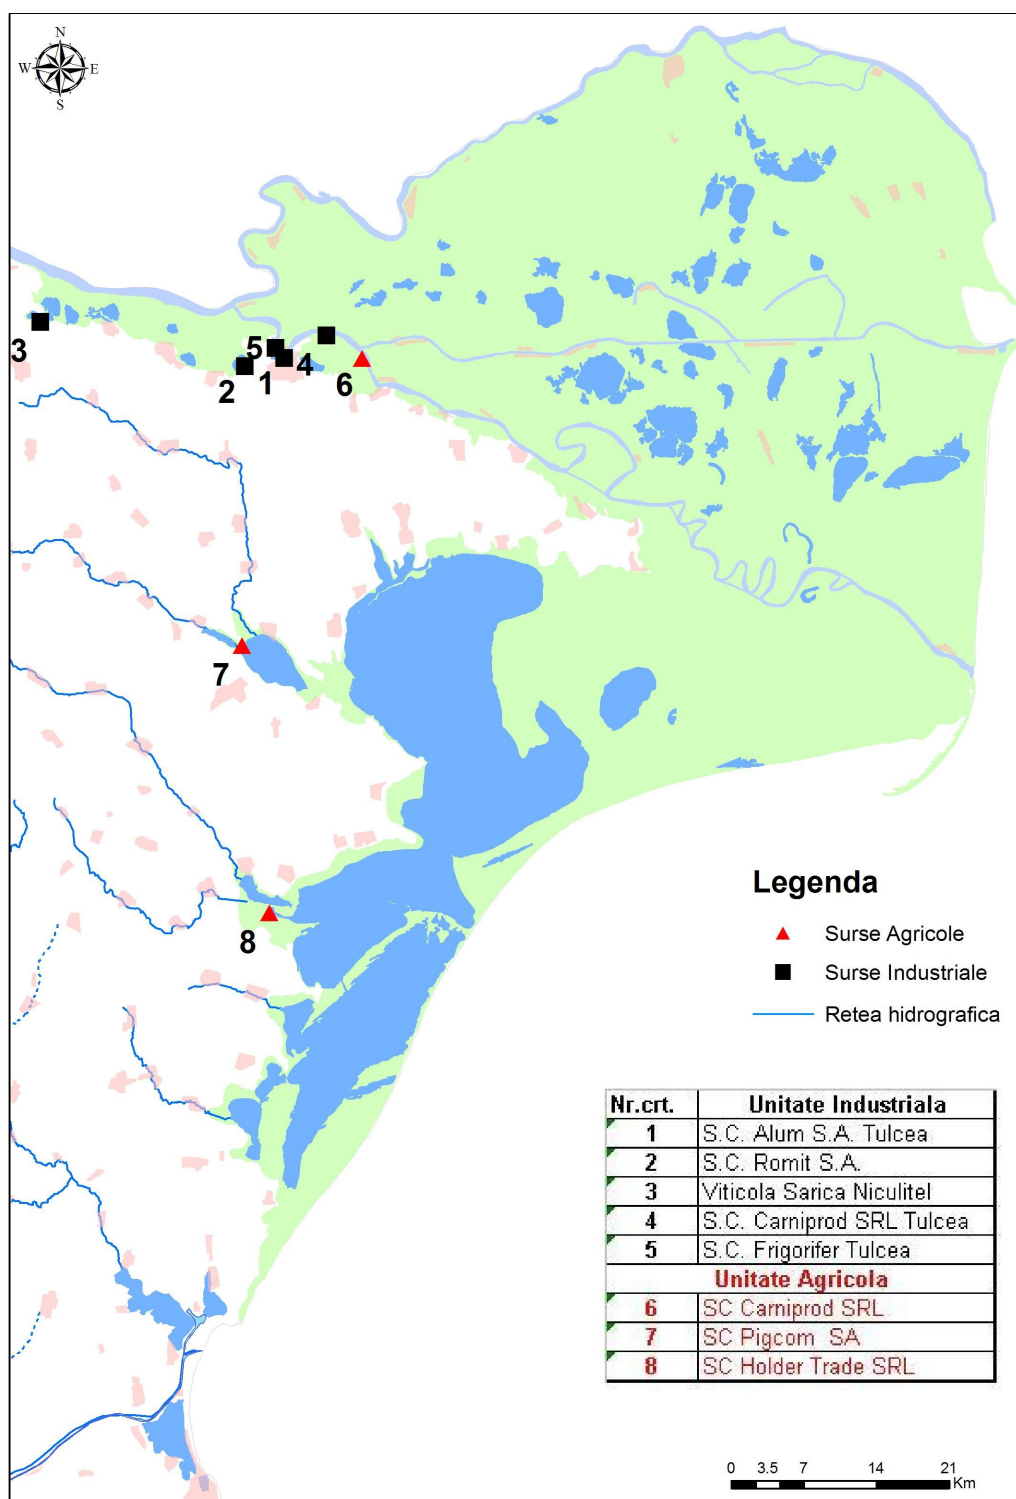 N
W E
S
3
5
4
2
1
6
7
8
Legenda
Surse Agricole
Surse Industriale
Retea hidrografica
Nr.crt. Unitate Industriala
1 S.C. Alum S.A. Tulcea
2 S.C. Romit S.A.
3 Viticola Sarica Niculitel
4 S.C. Carniprod SRL Tulcea
5 S.C. Frigorifer Tulcea
Unitate Agricola
6 SC Carniprod SRL
7 SC Pigcom SA
8 SC Holder Trade SRL
0 3.5 7 14 21
Km